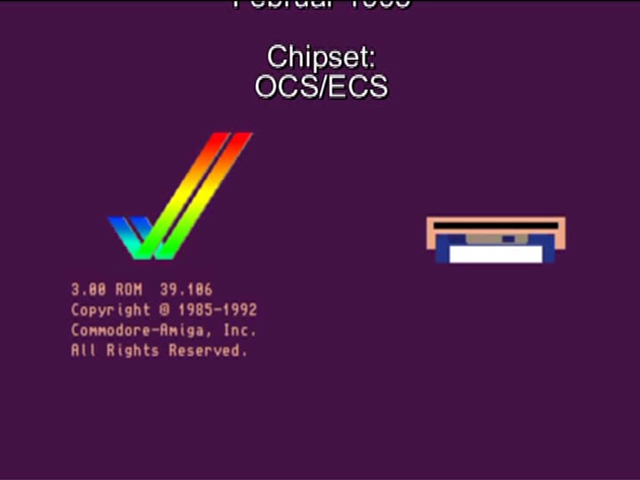 Chipset:
OCS/ECS
3.00 ROM 39.106
Copyright © 1985-1992
Commodore-Amiga, Inc.
All Rights Reserved.